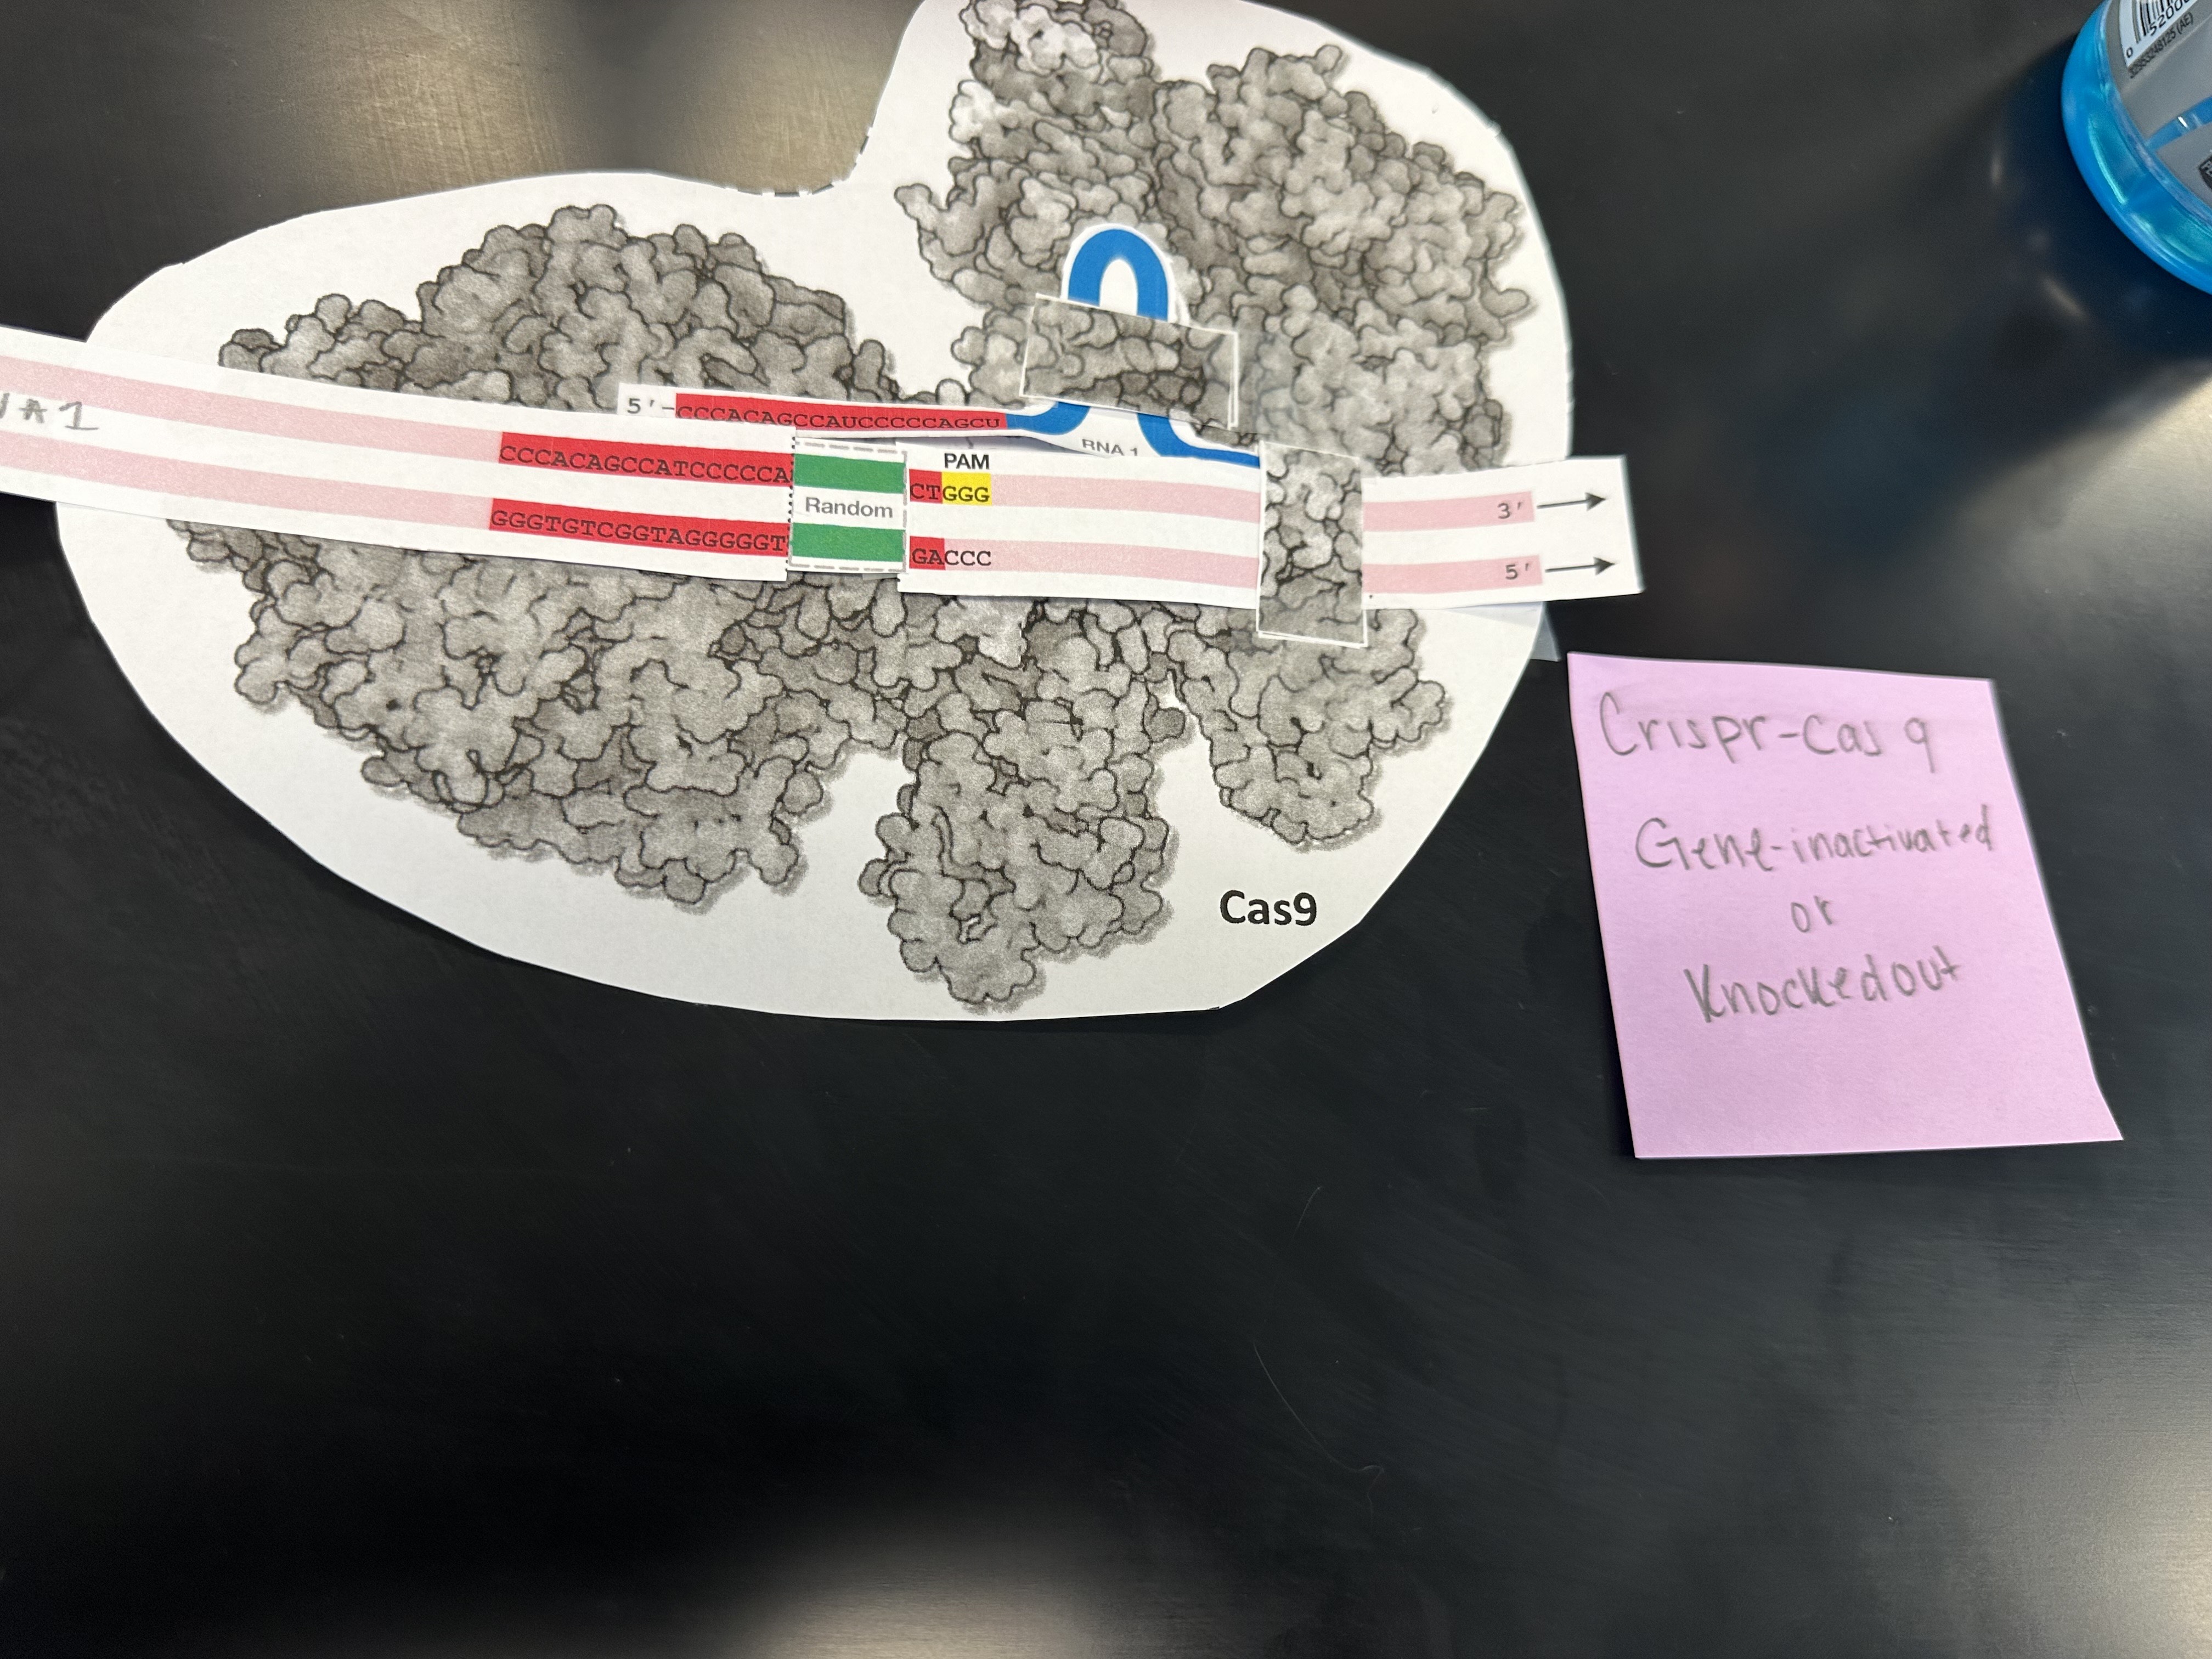 5'-CCCACAGCCAUCCCCCAGCU
RNA 1
CCCACAGCCATCCCCCA
Random
GGGTGTCGGTAGGGGGT
PAM
CTGGG
GACCC
3'
5'
Cas9
Crispr-Cas 9
Gene-inactivated
or
Knockedout